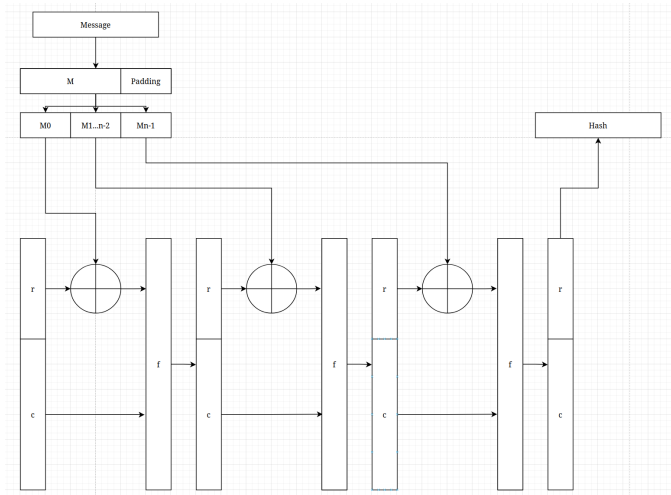 Message
M Padding
M0 M1...n-2 Mn-1
Hash
r r r r
f f f
c c c c